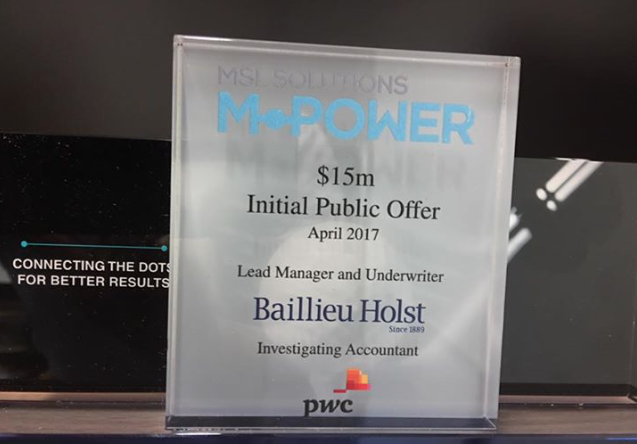 MSL SOLUTIONS
MPOWER
$15m
Initial Public Offer
April 2017
Lead Manager and Underwriter
Baillieu Holst
Since 1889
Investigating Accountant
pwc
CONNECTING THE DOTS
FOR BETTER RESULTS